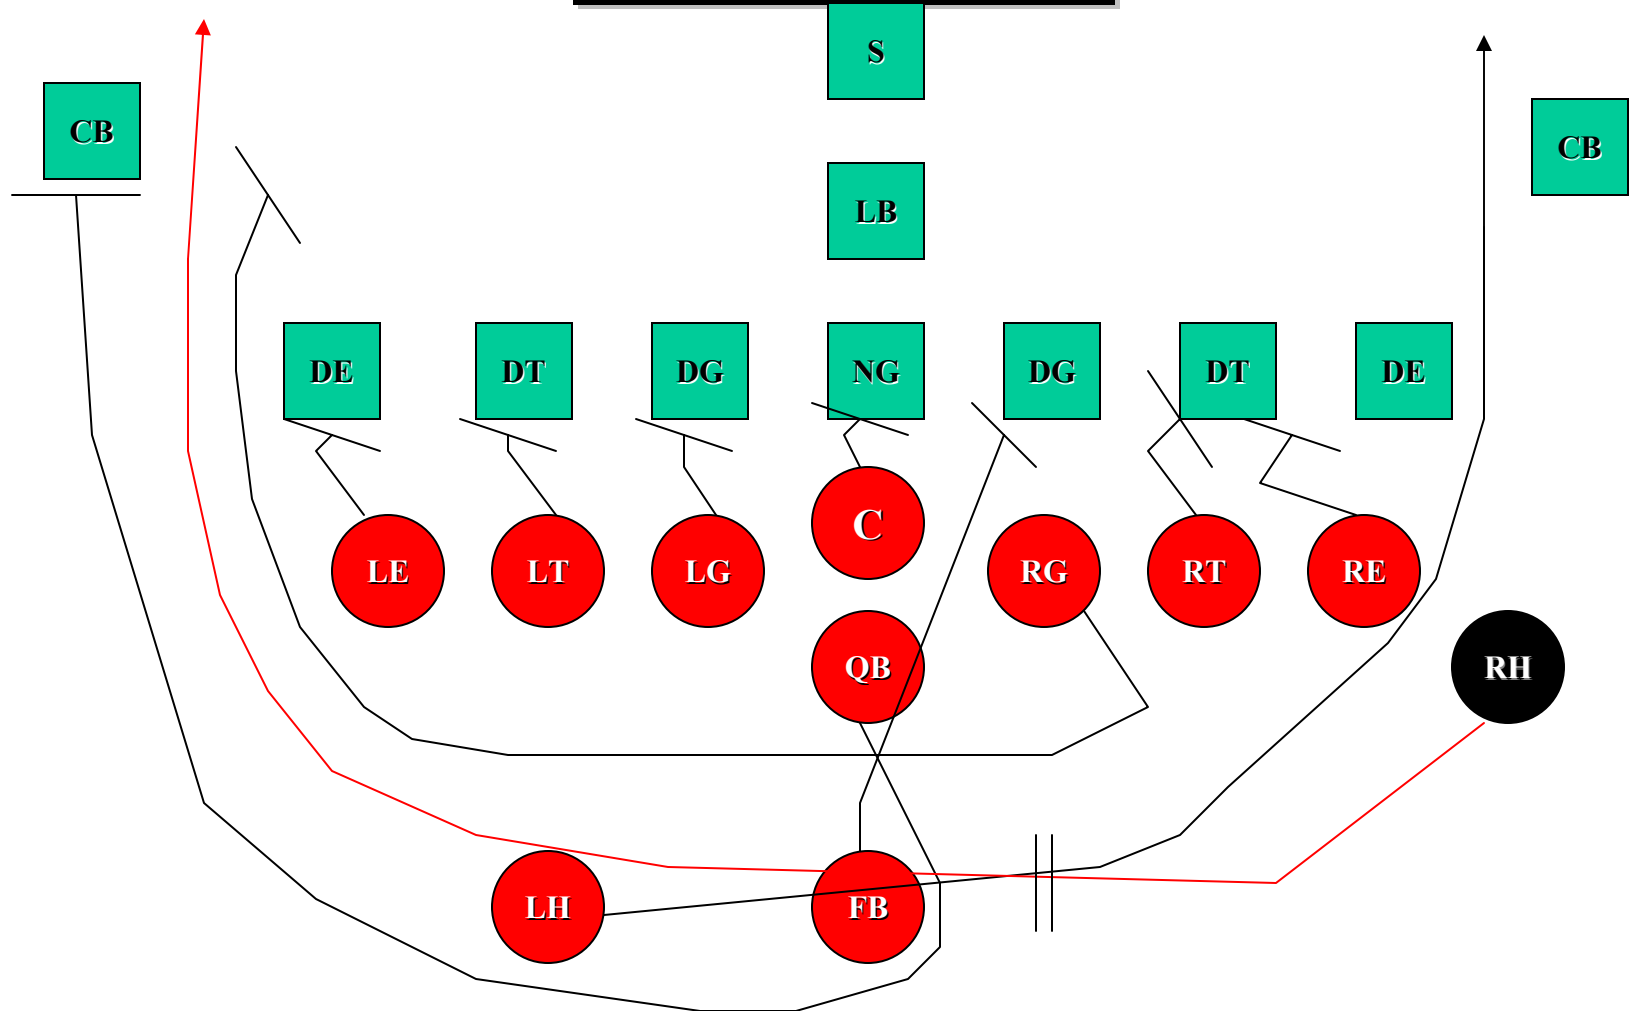 S
CB
CB
LB
DE DT DG NG DG DT DE
C
LE LT LG RG RT RE
QB
RH
LH FB